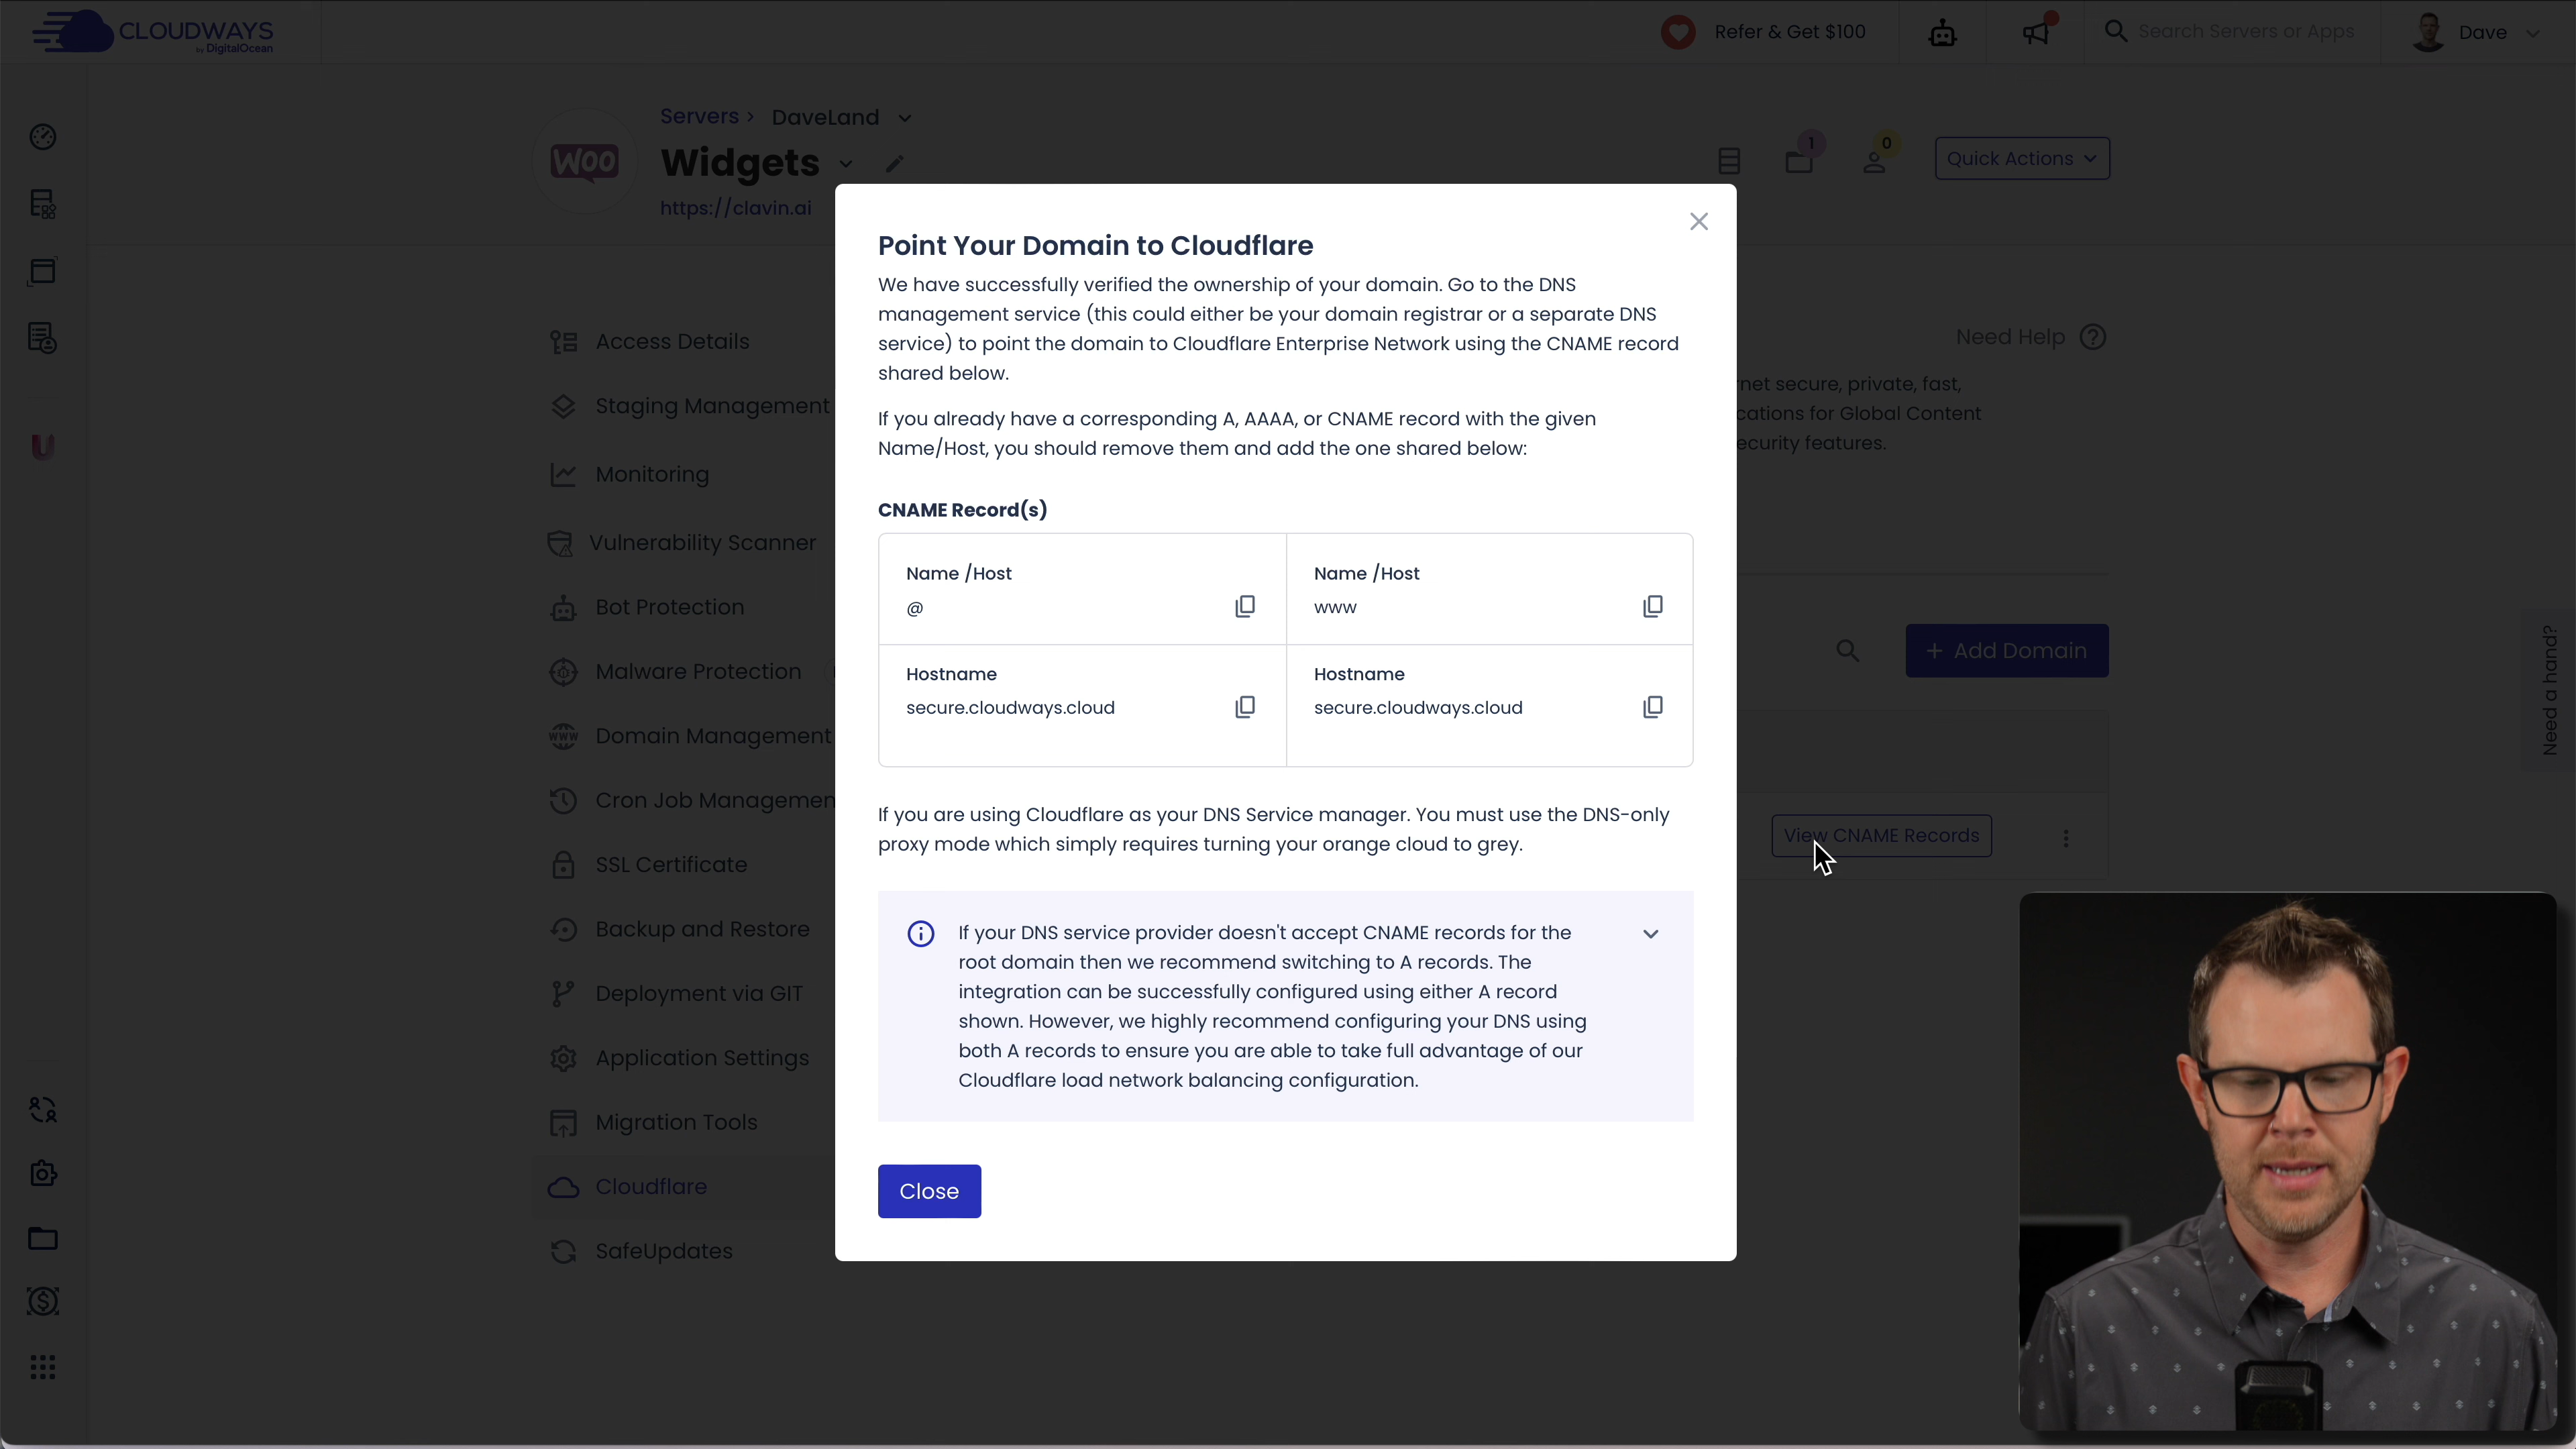 CLOUDWAYS
by DigitalOcean
Refer & Get $100
Search Servers or Apps
Dave
Servers > DaveLand
WOO
Widgets
https://clavin.ai
1
0
Quick Actions
Access Details
Staging Management
Monitoring
Vulnerability Scanner
Bot Protection
Malware Protection
Domain Management
Cron Job Managemen
SSL Certificate
Backup and Restore
Deployment via GIT
Application Settings
Migration Tools
Cloudflare
SafeUpdates
Point Your Domain to Cloudflare
We have successfully verified the ownership of your domain. Go to the DNS
management service (this could either be your domain registrar or a separate DNS
service) to point the domain to Cloudflare Enterprise Network using the CNAME record
shared below.
If you already have a corresponding A, AAAA, or CNAME record with the given
Name/Host, you should remove them and add the one shared below:
CNAME Record(s)
Name /Host
@
Name /Host
www
Hostname
secure.cloudways.cloud
Hostname
secure.cloudways.cloud
If you are using Cloudflare as your DNS Service manager. You must use the DNS-only
proxy mode which simply requires turning your orange cloud to grey.
If your DNS service provider doesn't accept CNAME records for the
root domain then we recommend switching to A records. The
integration can be successfully configured using either A record
shown. However, we highly recommend configuring your DNS using
both A records to ensure you are able to take full advantage of our
Cloudflare load network balancing configuration.
Close
Need Help
rnet secure, private, fast,
cations for Global Content
ecurity features.
+ Add Domain
View CNAME Records
Need a hand?